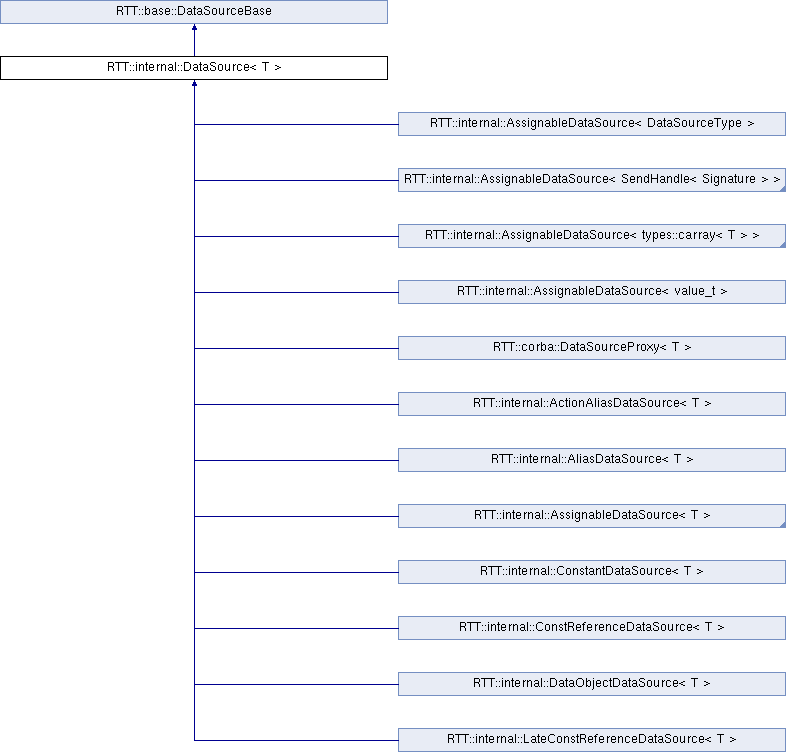 RTT::base::DataSourceBase
RTT::internal::DataSource< T >
RTT::internal::AssignableDataSource< DataSourceType >
RTT::internal::AssignableDataSource< SendHandle< Signature > >
RTT::internal::AssignableDataSource< types::carray< T > >
RTT::internal::AssignableDataSource< value_t >
RTT::corba::DataSourceProxy< T >
RTT::internal::ActionAliasDataSource< T >
RTT::internal::AliasDataSource< T >
RTT::internal::AssignableDataSource< T >
RTT::internal::ConstantDataSource< T >
RTT::internal::ConstReferenceDataSource< T >
RTT::internal::DataObjectDataSource< T >
RTT::internal::LateConstReferenceDataSource< T >